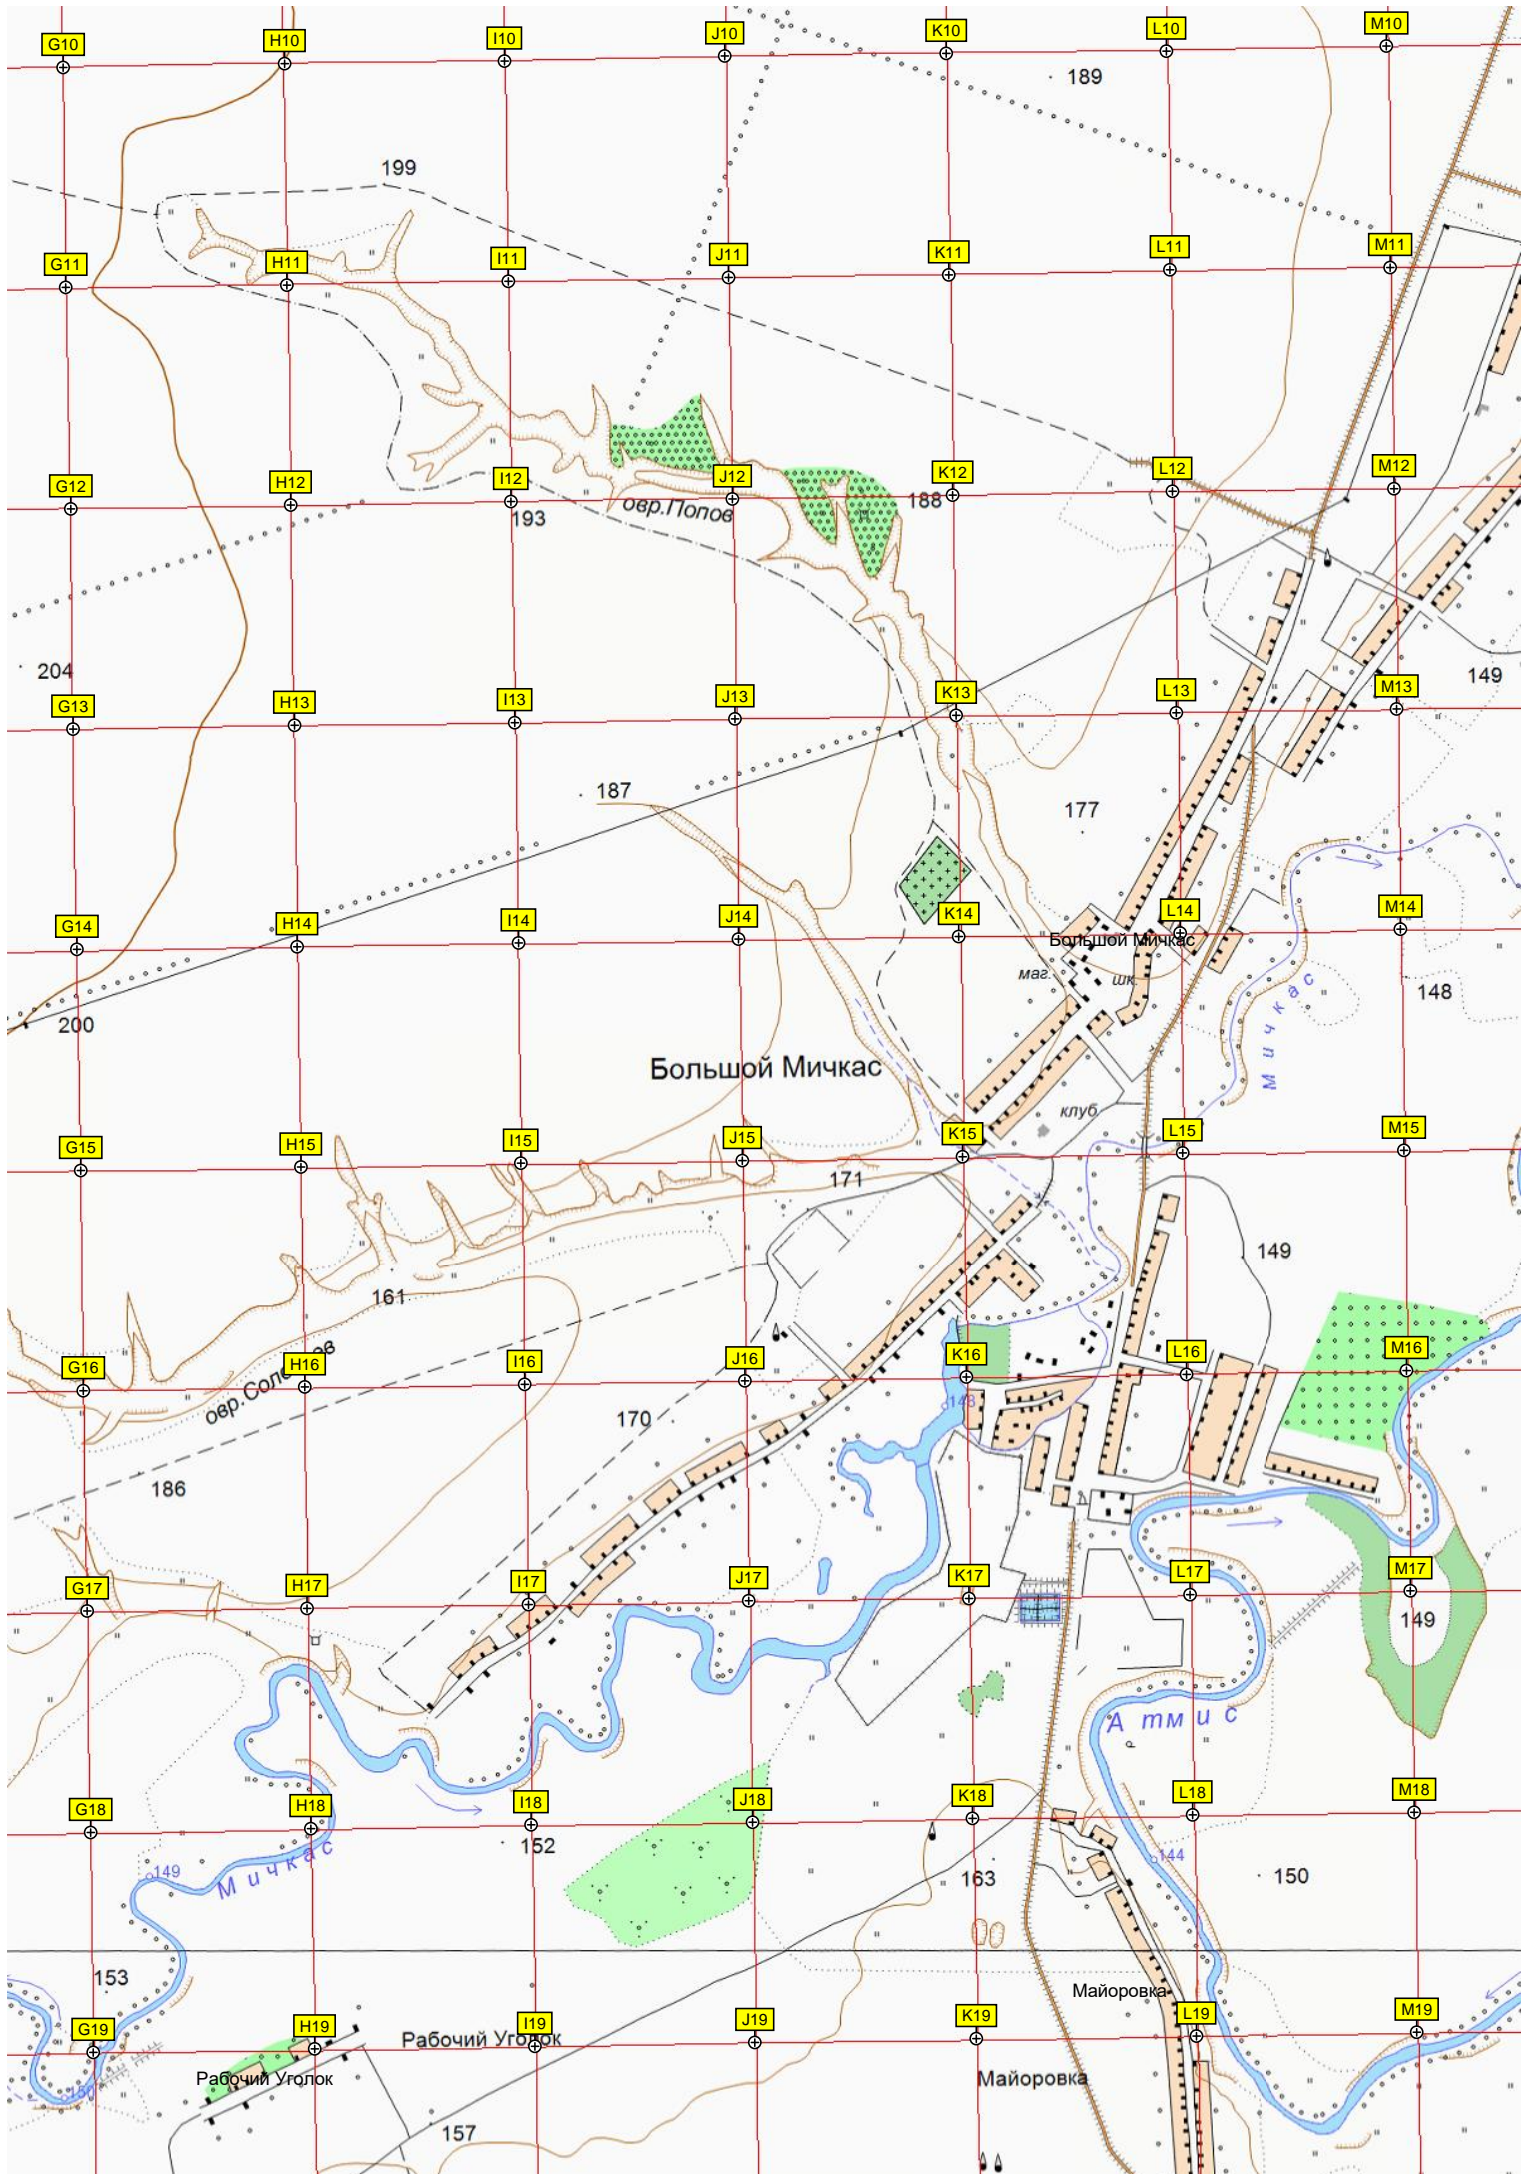 G10 H10 I10 J10 K10 L10 M10
189
199
G11 H11 I11 J11 K11 L11 M11
G12 H12 I12 J12 K12 L12 M12
193
овр.Попов
188
204
149
G13 H13 I13 J13 K13 L13 M13
187
177
G14 H14 I14 J14 K14 L14 M14
Большой Мичкас
маг.
шк.
148
Мичкас
200
Большой Мичкас
клуб
G15 H15 I15 J15 K15 L15 M15
171
149
161
овр.Соломов
G16 H16 I16 J16 K16 L16 M16
148
170
186
G17 H17 I17 J17 K17 L17 M17
149
Атмис
G18 H18 I18 J18 K18 L18 M18
152
Мичкас
149
144
163
150
153
Майоровка
G19 H19 I19 J19 K19 L19 M19
Рабочий Уголок
Рабочий Уголок
Майоровка
150
157